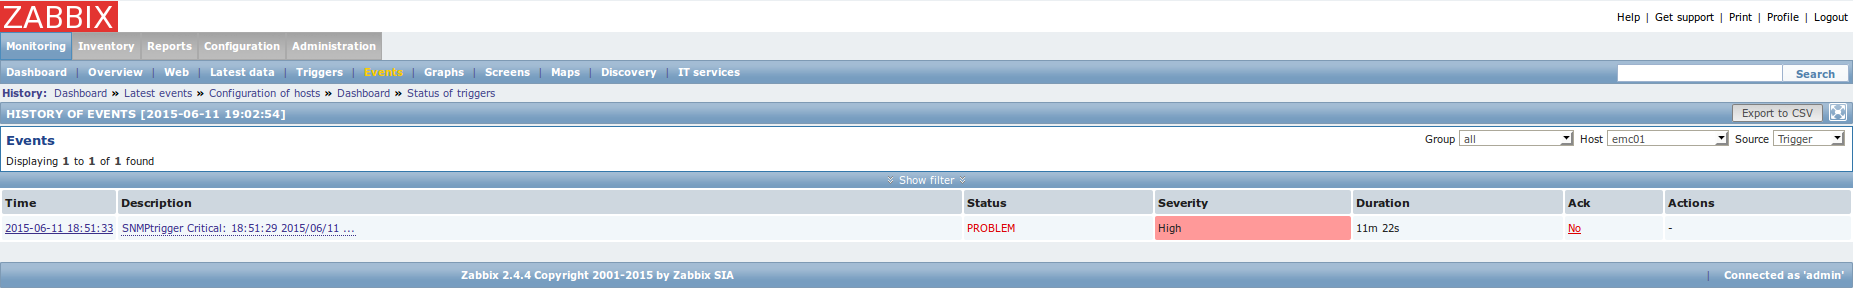 ZABBIX
Help | Get support | Print | Profile | Logout
Monitoring Inventory Reports Configuration Administration
Dashboard | Overview | Web | Latest data | Triggers | Events | Graphs | Screens | Maps | Discovery | IT services Search
History: Dashboard » Latest events » Configuration of hosts » Dashboard » Status of triggers
HISTORY OF EVENTS [2015-06-11 19:02:54] Export to CSV
Events Group all Host emc01 Source Trigger
Displaying 1 to 1 of 1 found
Show filter
Time Description Status Severity Duration Ack Actions
2015-06-11 18:51:33 SNMPtrigger Critical: 18:51:29 2015/06/11 ... PROBLEM High 11m 22s No -
Zabbix 2.4.4 Copyright 2001-2015 by Zabbix SIA | Connected as 'admin'